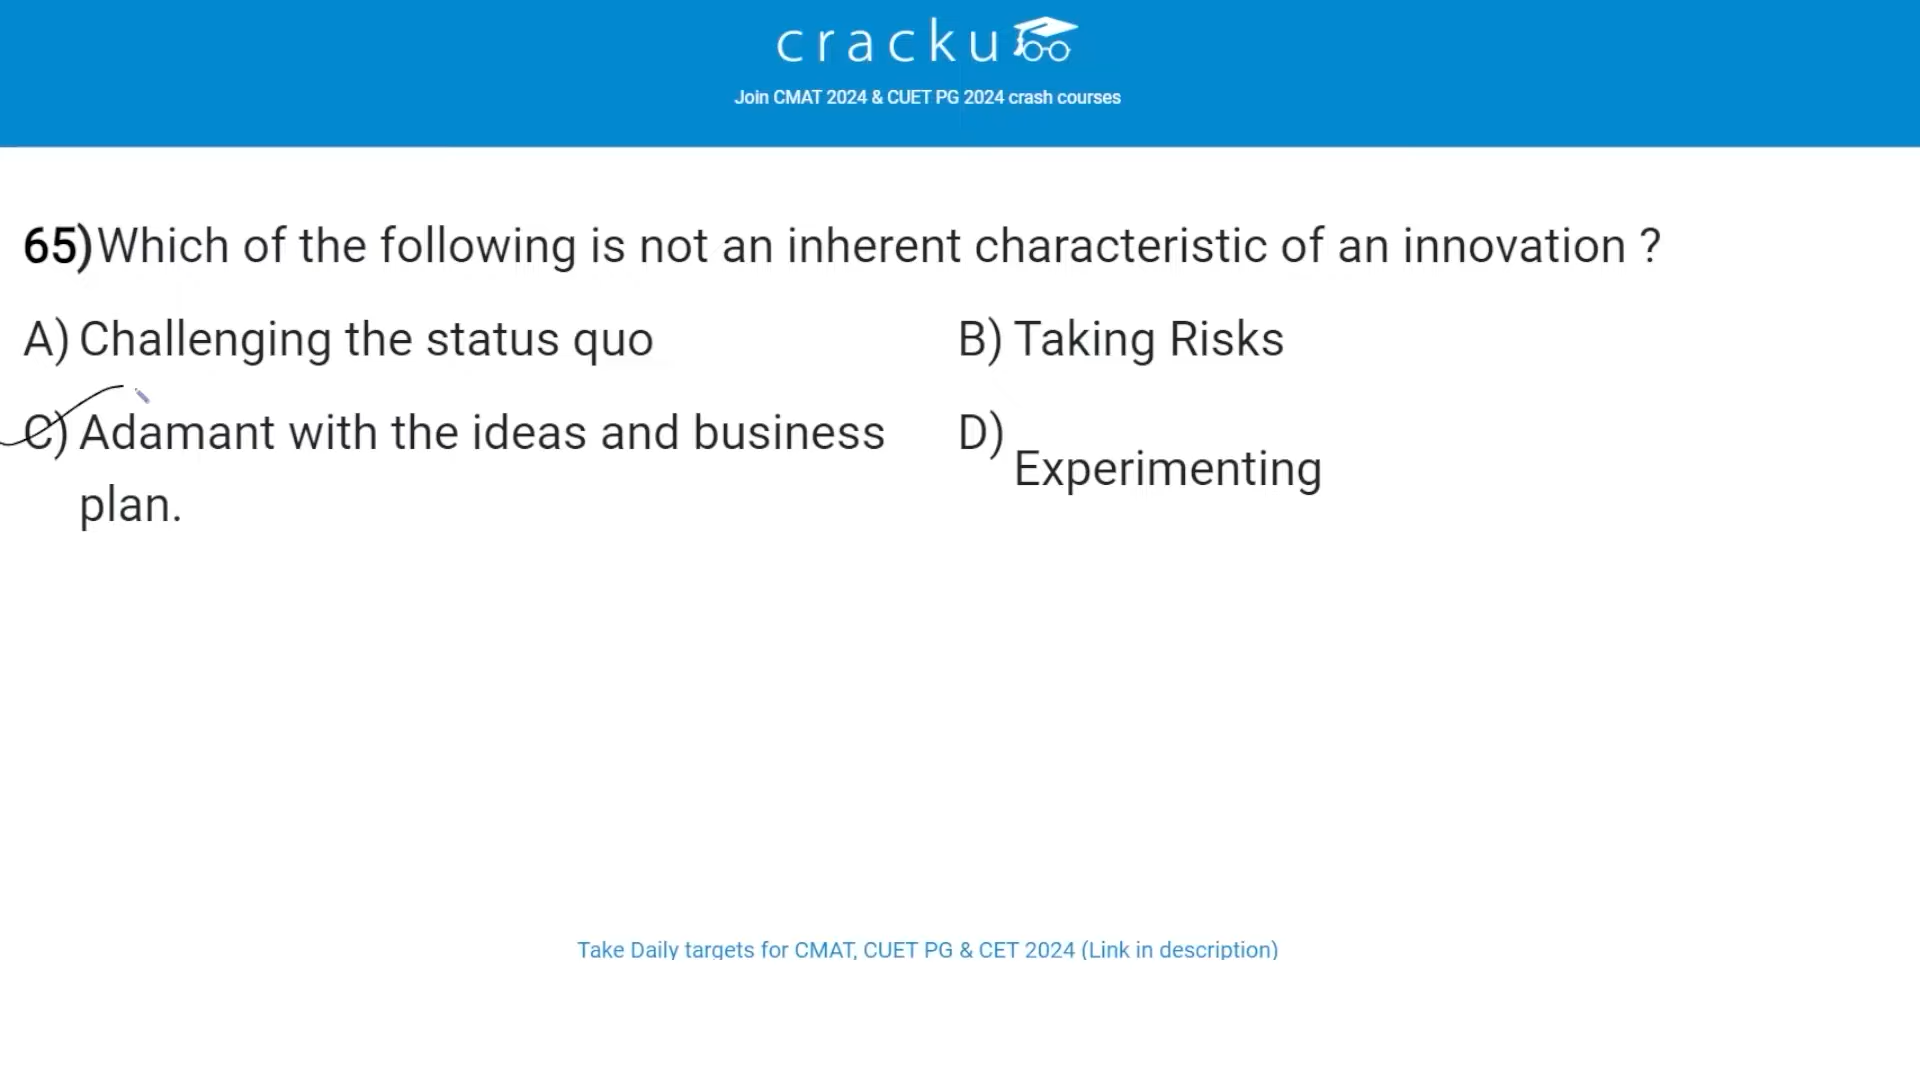 cracku
Join CMAT 2024 & CUET PG 2024 crash courses
65)Which of the following is not an inherent characteristic of an innovation ?
A) Challenging the status quo
B) Taking Risks
C) Adamant with the ideas and business
plan.
D)
Experimenting
Take Daily targets for CMAT, CUET PG & CET 2024 (Link in description)